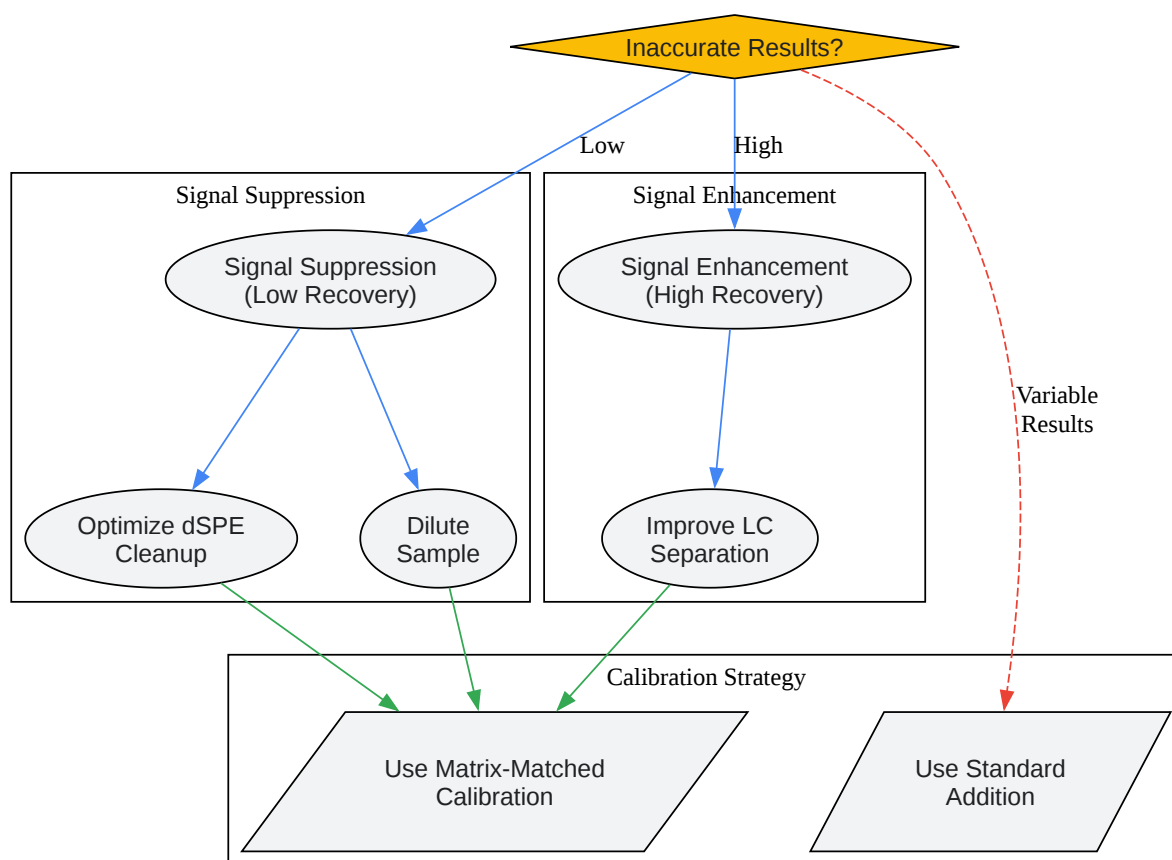 Inaccurate Results?
Low
High
Signal Suppression
Signal Enhancement
Signal Suppression
(Low Recovery)
Signal Enhancement
(High Recovery)
Variable
Results
Optimize dSPE
Cleanup
Dilute
Sample
Improve LC
Separation
Calibration Strategy
Use Matrix-Matched
Calibration
Use Standard
Addition